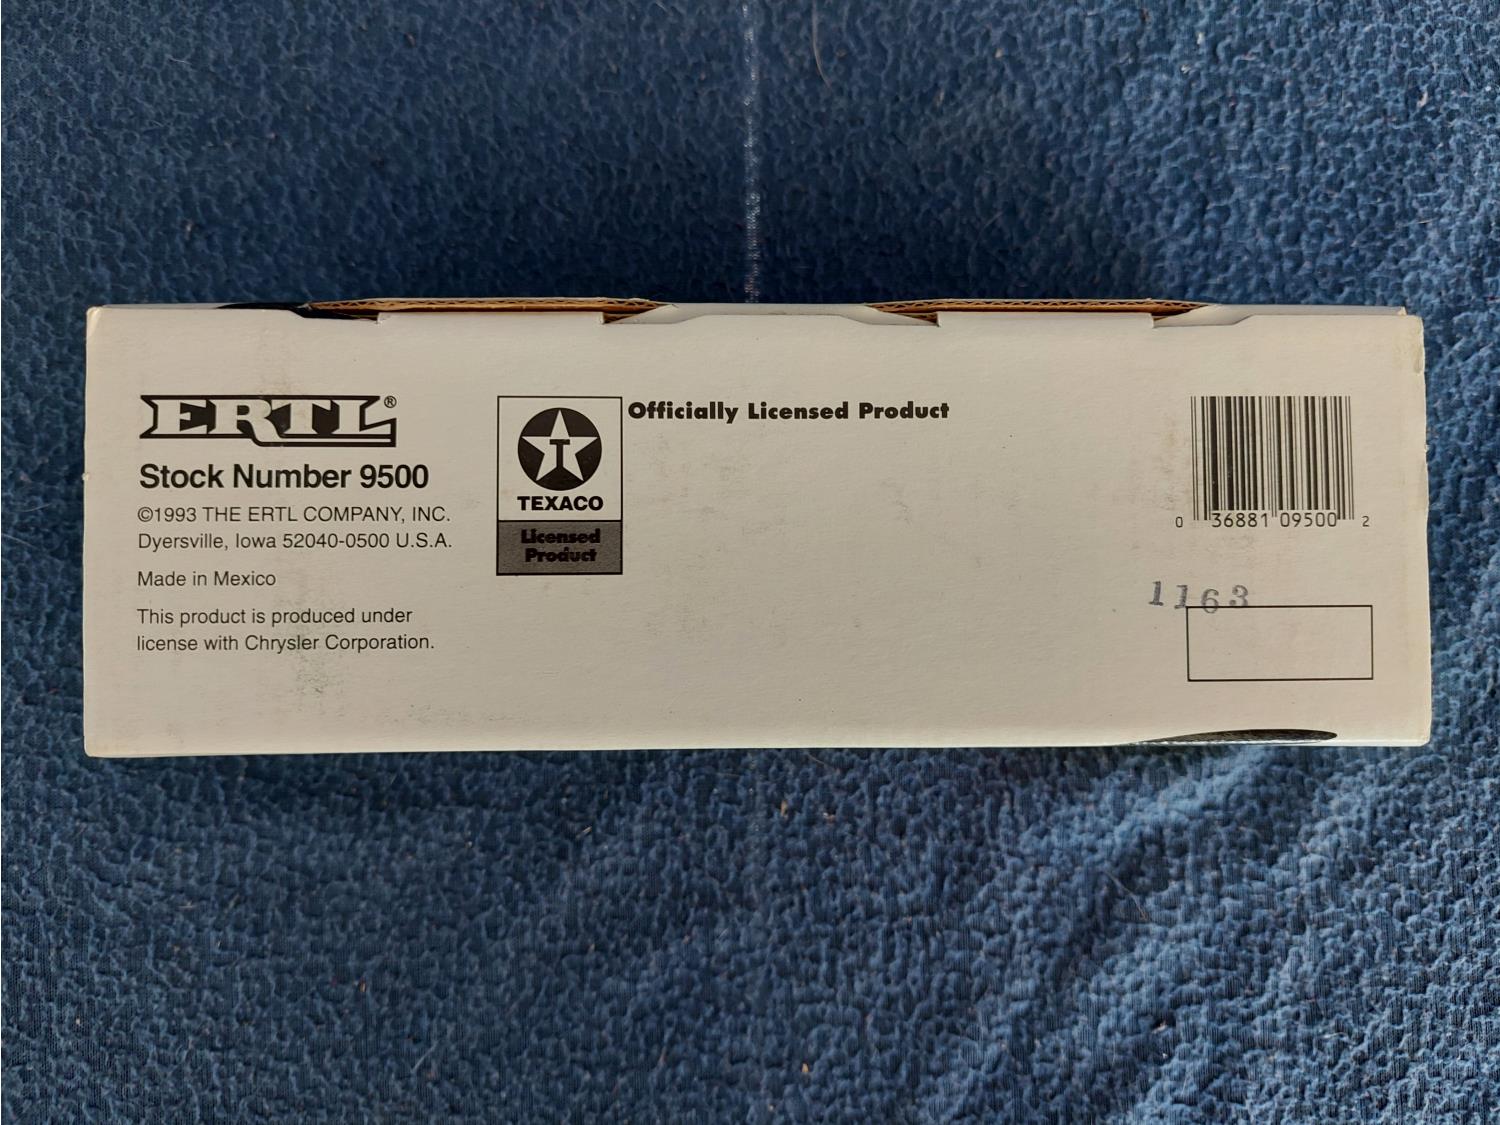 ERTL®
Stock Number 9500
©1993 THE ERTL COMPANY, INC.
Dyersville, Iowa 52040-0500 U.S.A.
Made in Mexico
This product is produced under
license with Chrysler Corporation.
T
TEXACO
Licensed
Product
Officially Licensed Product
0 36881 09500 2
1163